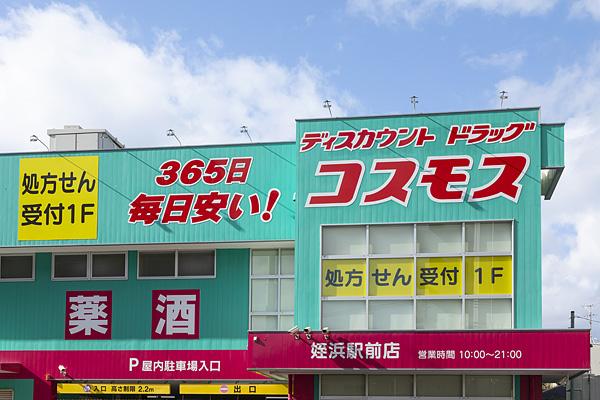 ディスカウント ドラッグ
コスモス
365日
毎日安い!
処方せん
受付1F
処方せん受付1F
薬 酒
姪浜駅前店 営業時間 10:00~21:00
P屋内駐車場入口
入口 高さ制限 2.2m
出口